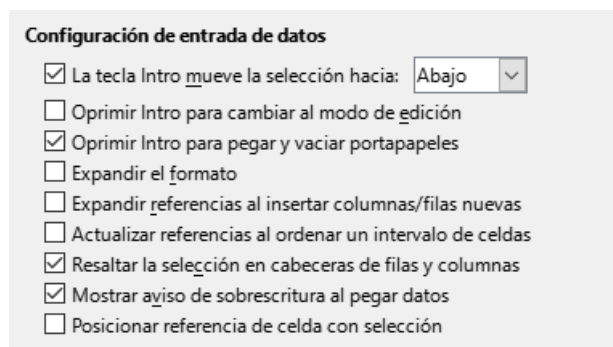 Configuración de entrada de datos
La tecla Intro mueve la selección hacia: Abajo
Oprimir Intro para cambiar al modo de edición
Oprimir Intro para pegar y vaciar portapapeles
Expandir el formato
Expandir referencias al insertar columnas/filas nuevas
Actualizar referencias al ordenar un intervalo de celdas
Resaltar la selección en cabeceras de filas y columnas
Mostrar aviso de sobrescritura al pegar datos
Posicionar referencia de celda con selección